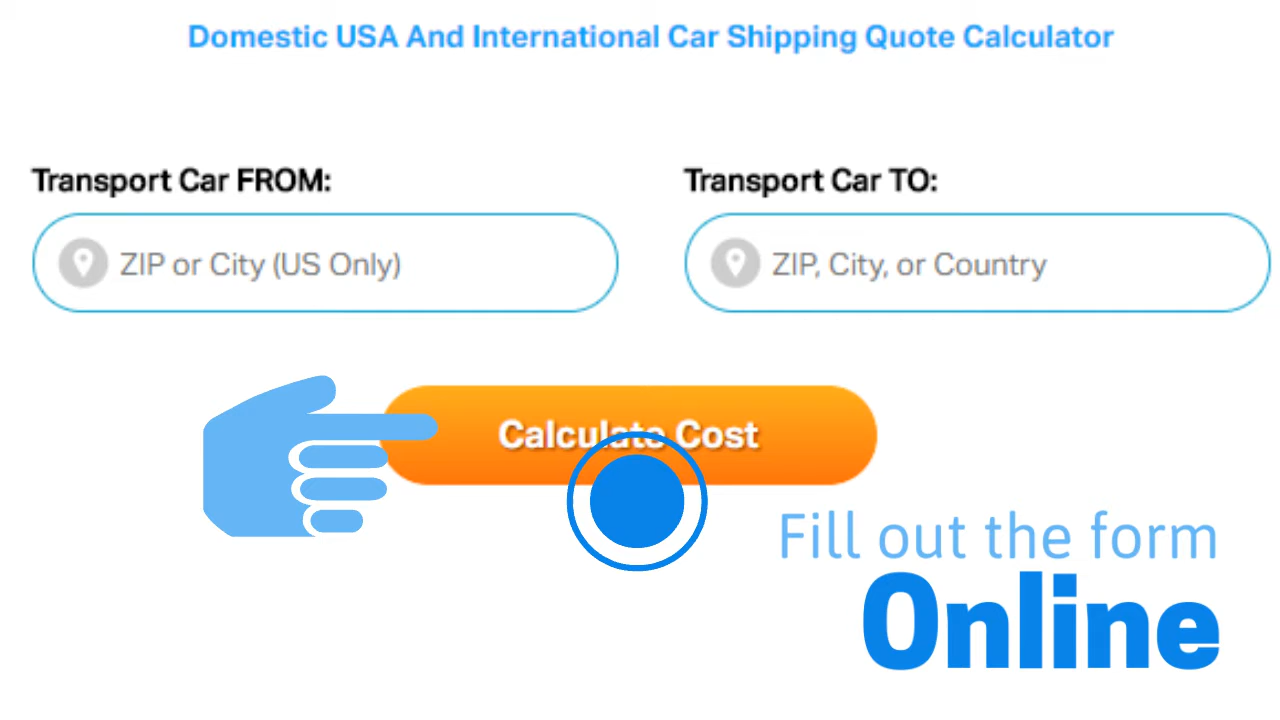 Domestic USA And International Car Shipping Quote Calculator
Transport Car FROM:
Transport Car TO:
ZIP or City (US Only)
ZIP, City, or Country
Calculate Cost
Fill out the form
Online